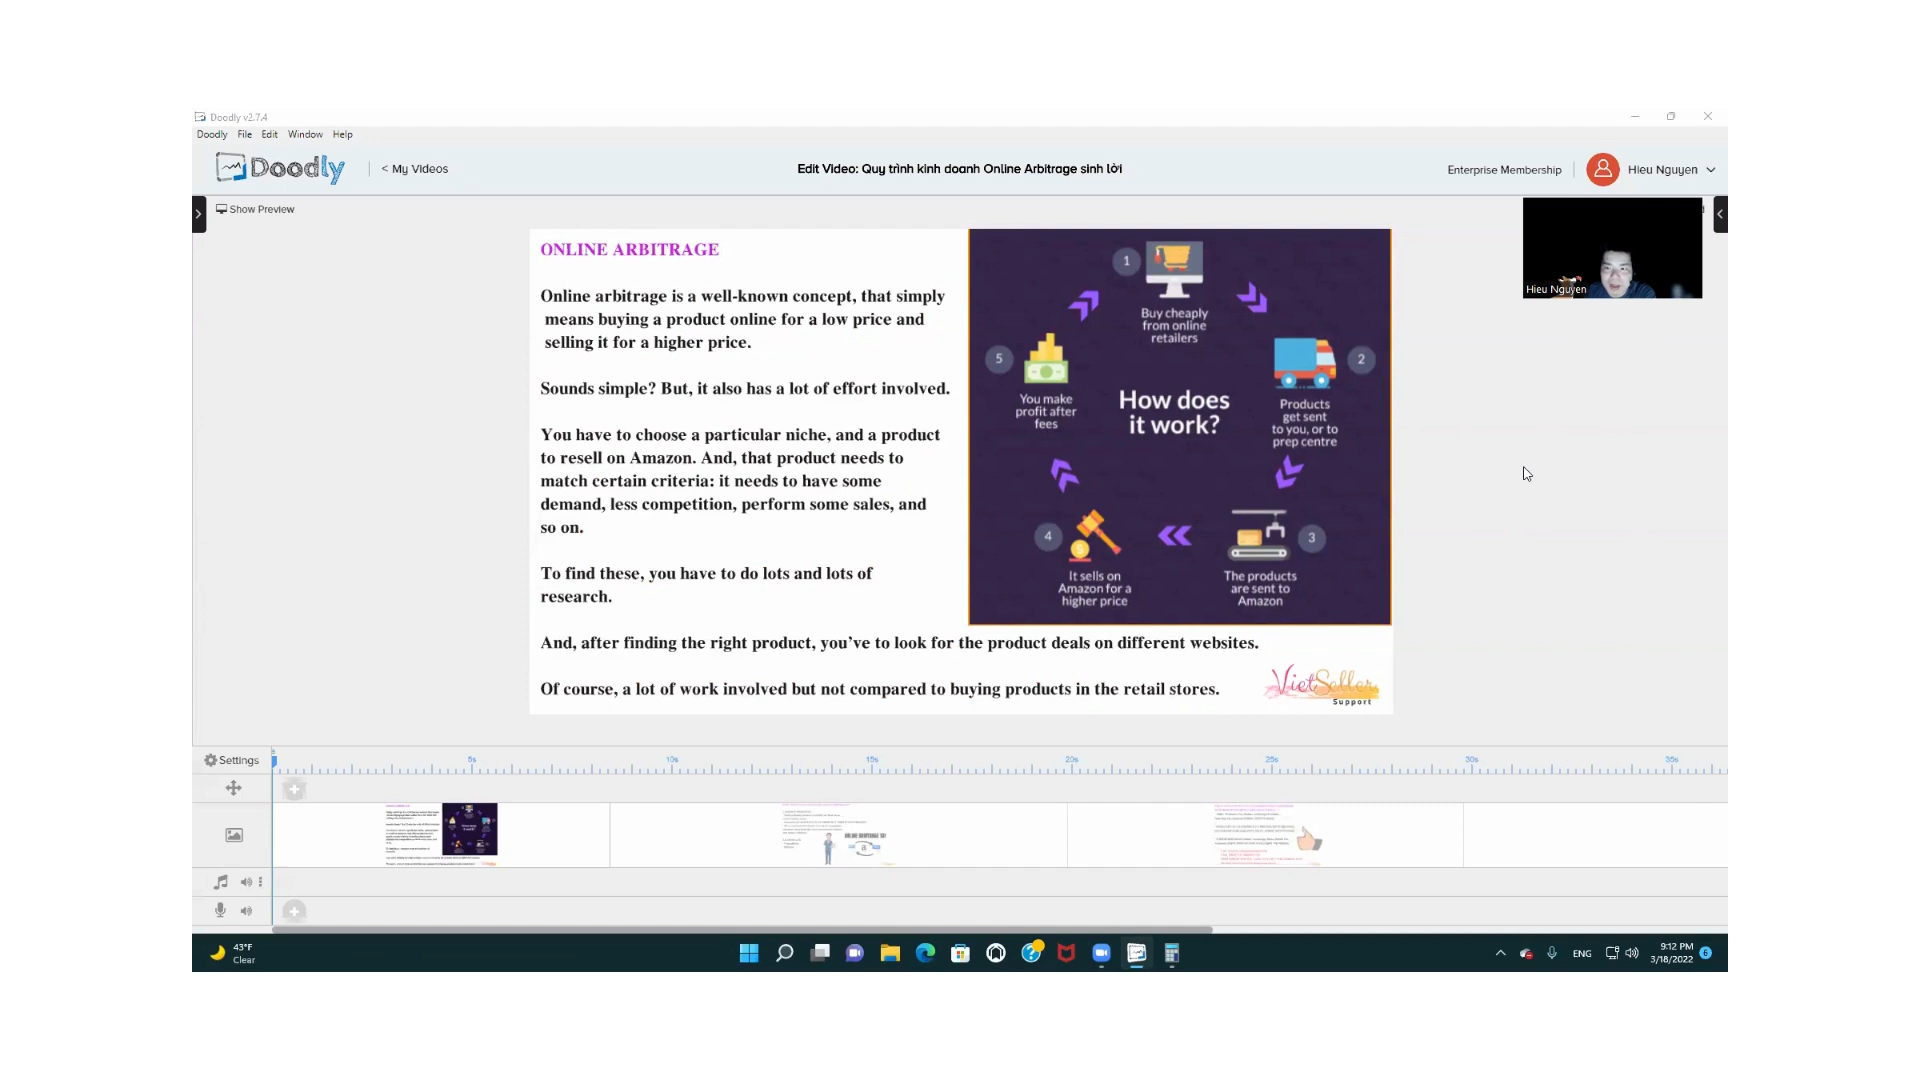 Doodly v2.7.4
Doodly File Edit Window Help
Doodly
< My Videos
Edit Video: Quy trình kinh doanh Online Arbitrage sinh lời
Enterprise Membership
Hieu Nguyen
Show Preview
Hieu Nguyen
ONLINE ARBITRAGE
Online arbitrage is a well-known concept, that simply
means buying a product online for a low price and
selling it for a higher price.
Sounds simple? But, it also has a lot of effort involved.
You have to choose a particular niche, and a product
to resell on Amazon. And, that product needs to
match certain criteria: it needs to have some
demand, less competition, perform some sales, and
so on.
To find these, you have to do lots and lots of
research.
And, after finding the right product, you've to look for the product deals on different websites.
Of course, a lot of work involved but not compared to buying products in the retail stores.
How does
it work?
1
Buy cheaply
from online
retailers
2
Products
get sent
to you, or to
prep centre
3
The products
are sent to
Amazon
4
It sells on
Amazon for a
higher price
5
You make
profit after
fees
VietSeller
Support
Settings
5s
10s
15s
20s
25s
30s
35s
43°F
Clear
ENG
9:12 PM
3/18/2022
6